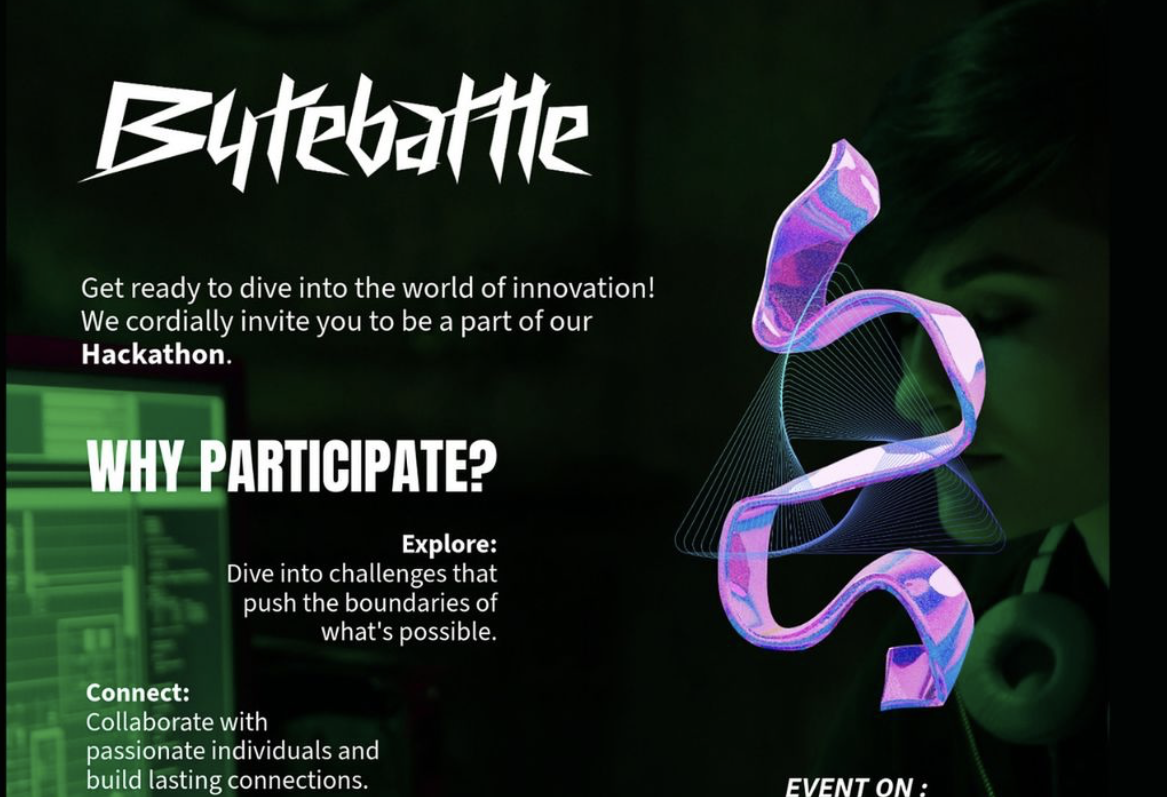 Bytebattle
Get ready to dive into the world of innovation!
We cordially invite you to be a part of our
Hackathon.
WHY PARTICIPATE?
Explore:
Dive into challenges that
push the boundaries of
what's possible.
Connect:
Collaborate with
passionate individuals and
build lasting connections.
EVENT ON :